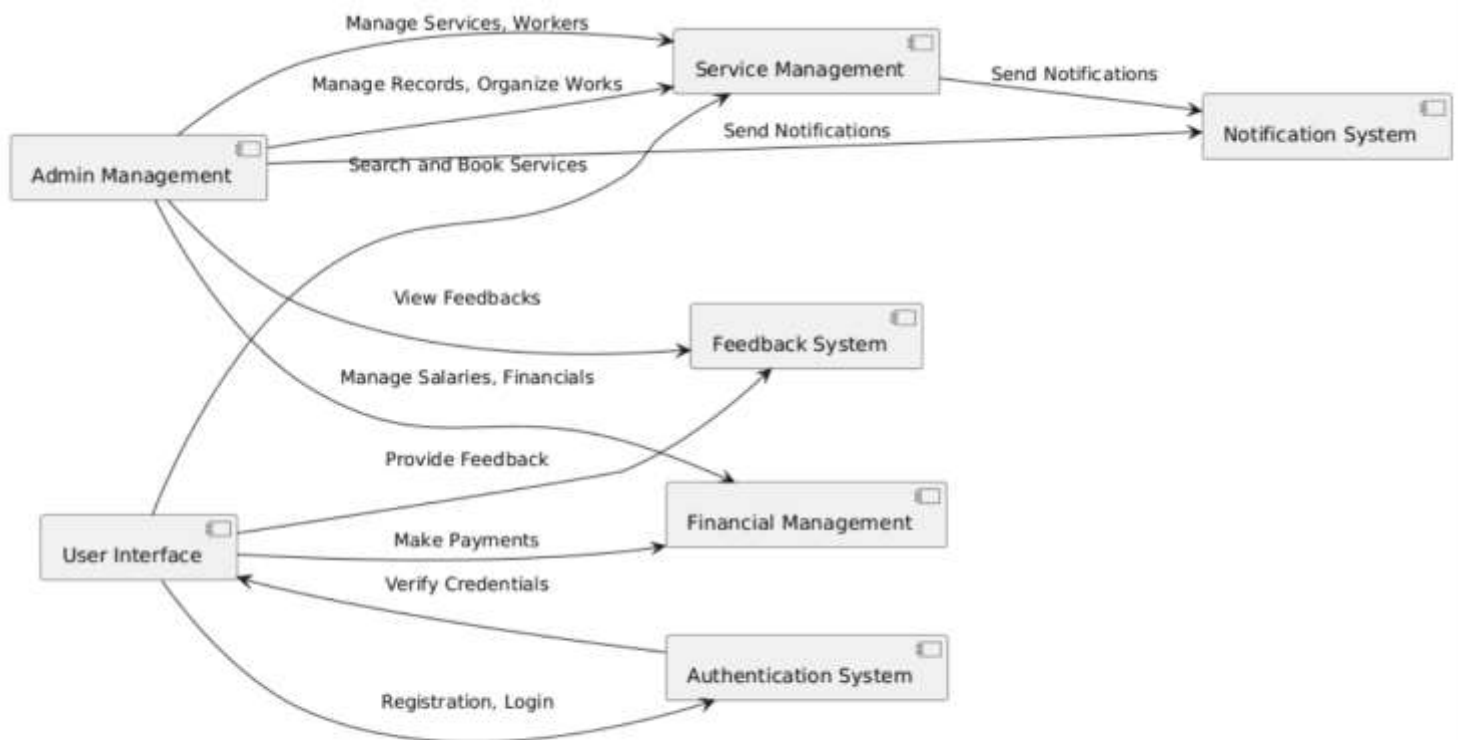 Manage Services, Workers
Service Management
Send Notifications
Manage Records, Organize Works
Notification System
Send Notifications
Admin Management
Search and Book Services
View Feedbacks
Feedback System
Manage Salaries, Financials
Provide Feedback
Financial Management
Make Payments
User Interface
Verify Credentials
Authentication System
Registration, Login